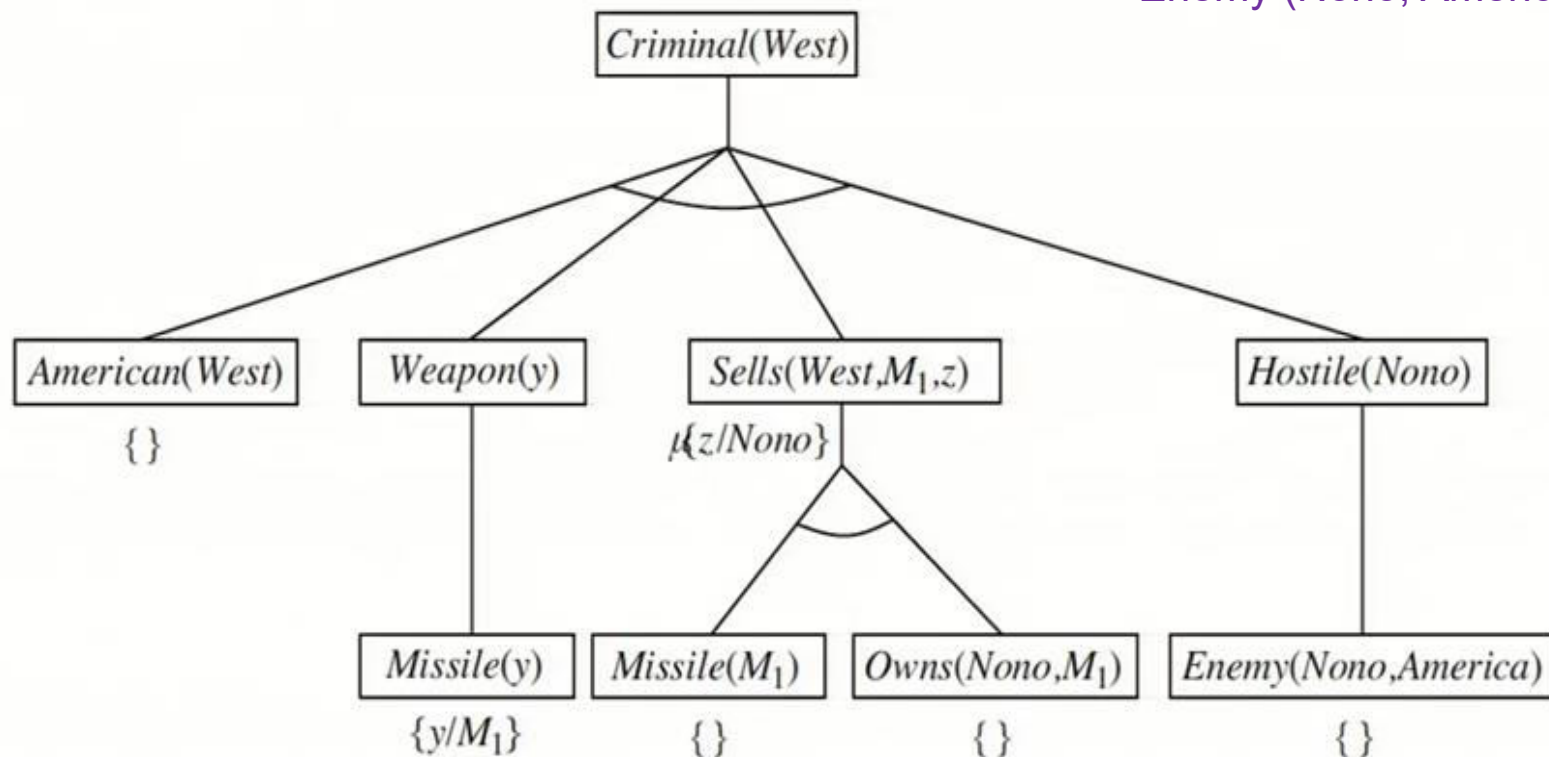 Criminal(West)
American(West) Weapon(y) Sells(West,M₁,z) Hostile(Nono)
{ } {z/Nono}
Missile(y) Missile(M₁) Owns(Nono,M₁) Enemy(Nono,America)
{y/M₁} { } { } { }